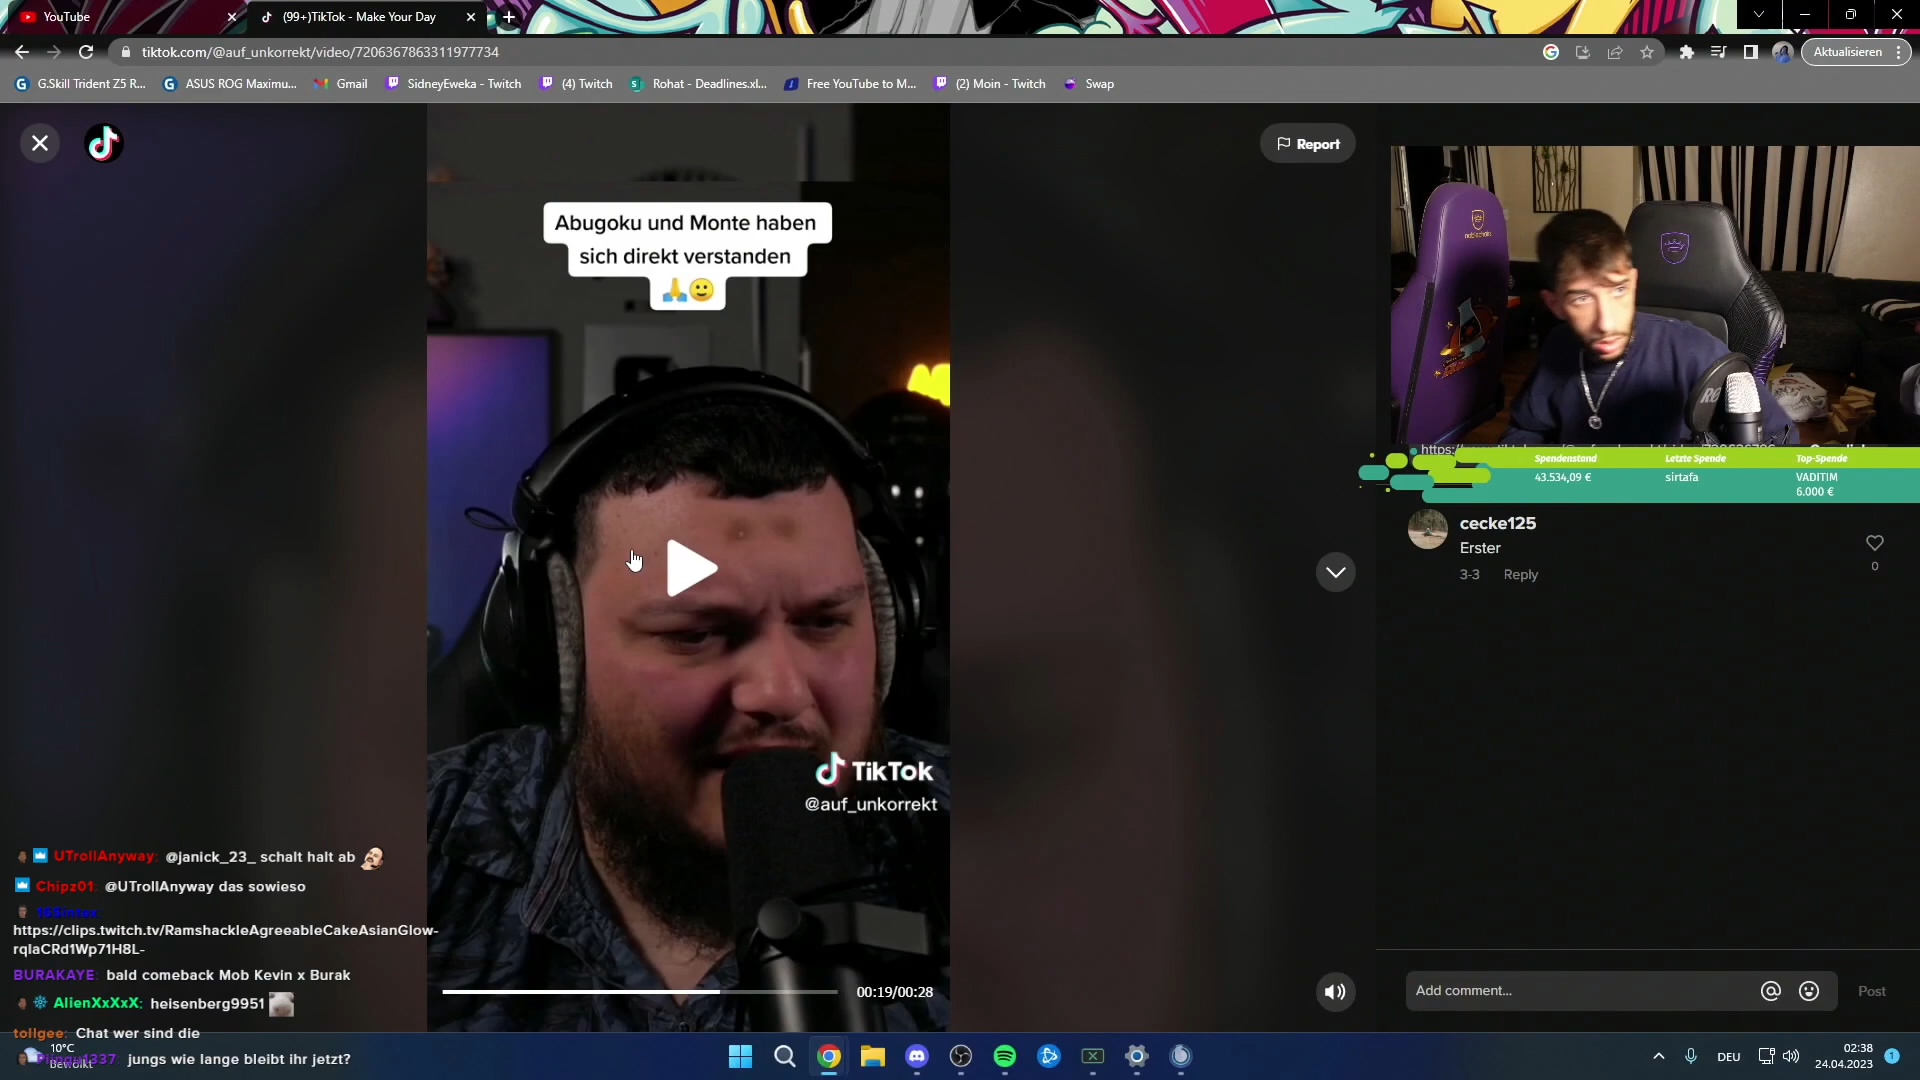 YouTube
(99+)TikTok - Make Your Day
tiktok.com/@auf_unkorrekt/video/7206367863311977734
Aktualisieren
G.Skill Trident Z5 R...
ASUS ROG Maximu...
Gmail
SidneyEweka - Twitch
(4) Twitch
Rohat - Deadlines.xl...
Free YouTube to M...
(2) Moin - Twitch
Swap
Report
Abugoku und Monte haben
sich direkt verstanden
🙏🙂
TikTok
@auf_unkorrekt
00:19/00:28
https:
Spendenstand
Letzte Spende
Top-Spende
43.534,09 €
sirtafa
VADITIM
6.000 €
cecke125
Erster
3-3
Reply
0
Add comment...
Post
UTrollAnyway: @janick_23_ schalt halt ab
Chipz01: @UTrollAnyway das sowieso
https://clips.twitch.tv/RamshackleAgreeableCakeAsianGlow-
rqIaCRd1Wp71H8L-
BURAKAYE: bald comeback Mob Kevin x Burak
AlienXxXxX: heisenberg9951
tollgee: Chat wer sind die
jungs wie lange bleibt ihr jetzt?
10°C
Bewölkt
DEU
02:38
24.04.2023
1